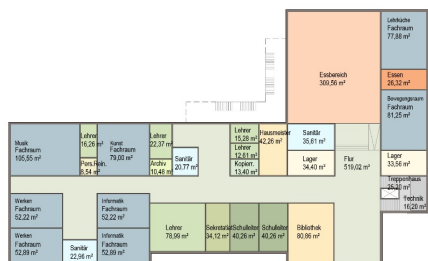 Lehrküche
Fachraum
77,88 m²
Essbereich
309,56 m²
Essen
26,32 m²
Bewegungsraum
Fachraum
81,25 m²
Musik
Fachraum
105,55 m²
Lehrer
16,26 m²
Pers.Rein.
6,54 m²
Kunst
Fachraum
79,00 m²
Lehrer
22,37 m²
Archiv
10,48 m²
Sanitär
20,77 m²
Lehrer
15,28 m²
Lehrer
12,61 m²
Kopierr.
13,40 m²
Hausmeister
42,26 m²
Sanitär
35,61 m²
Lager
34,40 m²
Flur
519,02 m²
Lager
33,56 m²
Treppenhaus
25,20 m²
Technik
16,20 m²
Werken
Fachraum
52,22 m²
Informatik
Fachraum
52,22 m²
Werken
Fachraum
52,89 m²
Sanitär
22,96 m²
Informatik
Fachraum
52,89 m²
Lehrer
78,99 m²
Sekretariat
34,12 m²
Schulleiter
40,26 m²
Schulleiter
40,26 m²
Bibliothek
80,86 m²